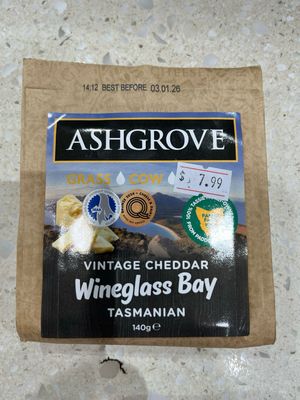 14:12 BEST BEFORE 03.01.26
ASHGROVE
GRASS COW
$ 7.99
VINTAGE CHEDDAR
Wineglass Bay
TASMANIAN
140g e